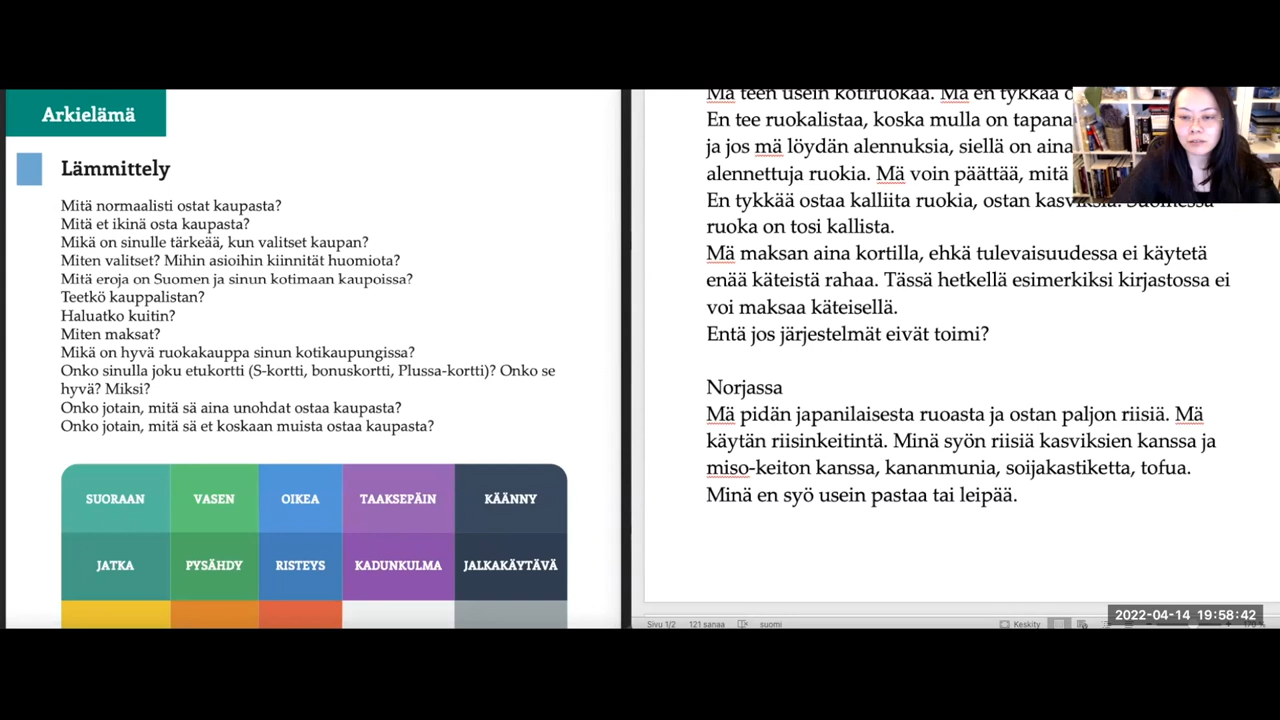 Arkielämä
Lämmittely
Mitä normaalisti ostat kaupasta?
Mitä et ikinä osta kaupasta?
Mikä on sinulle tärkeää, kun valitset kaupan?
Miten valitset? Mihin asioihin kiinnität huomiota?
Mitä eroja on Suomen ja sinun kotimaan kaupoissa?
Teetkö kauppalistan?
Haluatko kuitin?
Miten maksat?
Mikä on hyvä ruokakauppa sinun kotikaupungissa?
Onko sinulla joku etukortti (S-kortti, bonuskortti, Plussa-kortti)? Onko se
hyvä? Miksi?
Onko jotain, mitä sä aina unohdat ostaa kaupasta?
Onko jotain, mitä sä et koskaan muista ostaa kaupasta?
SUORAAN VASEN OIKEA TAAKSEPÄIN KÄÄNNY
JATKA PYSÄHDY RISTEYS KADUNKULMA JALKAKÄYTÄVÄ
Mä teen usein kotiruokaa. Mä en tykkää
En tee ruokalistaa, koska mulla on tapana
ja jos mä löydän alennuksia, siellä on aina
alennettuja ruokia. Mä voin päättää, mitä
En tykkää ostaa kalliita ruokia, ostan kasviksia. Suomessa
ruoka on tosi kallista.
Mä maksan aina kortilla, ehkä tulevaisuudessa ei käytetä
enää käteistä rahaa. Tässä hetkellä esimerkiksi kirjastossa ei
voi maksaa käteisellä.
Entä jos järjestelmät eivät toimi?
Norjassa
Mä pidän japanilaisesta ruoasta ja ostan paljon riisiä. Mä
käytän riisinkeitintä. Minä syön riisiä kasviksien kanssa ja
miso-keiton kanssa, kananmunia, soijakastiketta, tofua.
Minä en syö usein pastaa tai leipää.
Sivu 1/2 121 sanaa suomi Keskity
2022-04-14 19:58:42